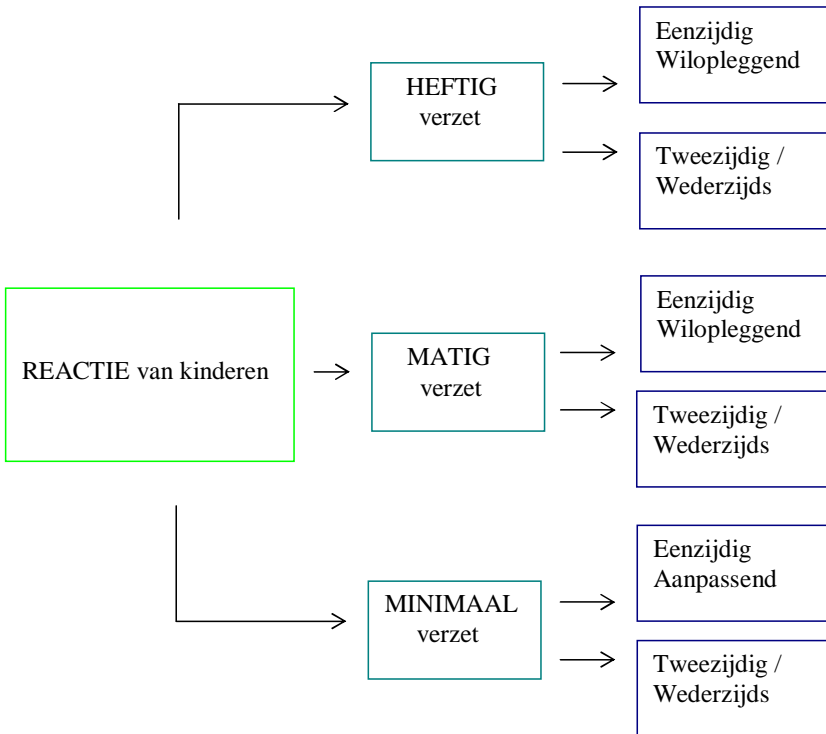 Eenzijdig
Wilopleggend
HEFTIG
verzet
Tweezijdig /
Wederzijds
REACTIE van kinderen
Eenzijdig
Wilopleggend
MATIG
verzet
Tweezijdig /
Wederzijds
Eenzijdig
Aanpassend
MINIMAAL
verzet
Tweezijdig /
Wederzijds